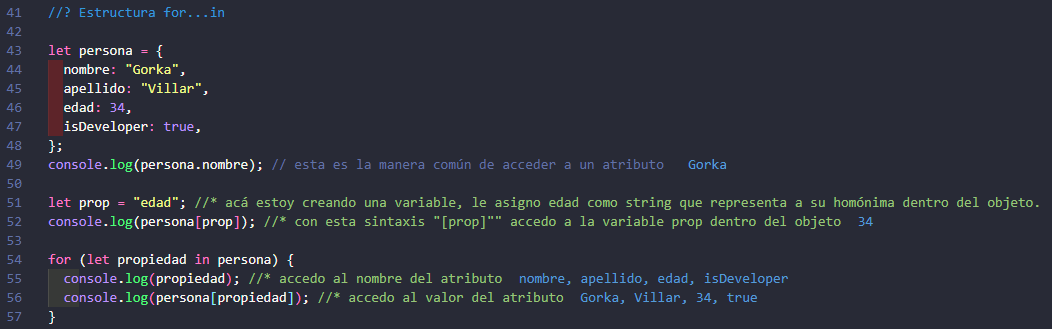 41 //? Estructura for...in
42
43 let persona = {
44 nombre: "Gorka",
45 apellido: "Villar",
46 edad: 34,
47 isDeveloper: true,
48 };
49 console.log(persona.nombre); // esta es la manera común de acceder a un atributo Gorka
50
51 let prop = "edad"; //* acá estoy creando una variable, le asigno edad como string que representa a su homónima dentro del objeto.
52 console.log(persona[prop]); //* con esta sintaxis "[prop]"" accedo a la variable prop dentro del objeto 34
53
54 for (let propiedad in persona) {
55 console.log(propiedad); //* accedo al nombre del atributo nombre, apellido, edad, isDeveloper
56 console.log(persona[propiedad]); //* accedo al valor del atributo Gorka, Villar, 34, true
57 }